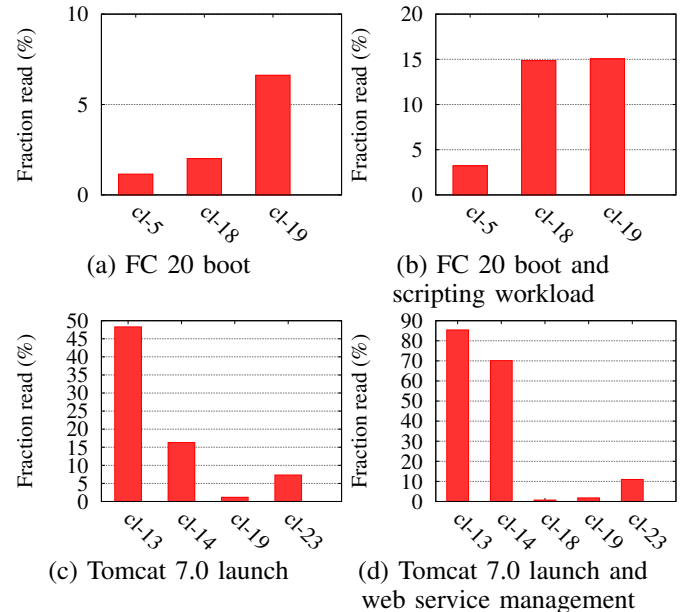 Fraction read (%)
10
5
0
cl-5
cl-18
cl-19
(a) FC 20 boot
Fraction read (%)
20
15
10
5
0
cl-5
cl-18
cl-19
(b) FC 20 boot and
scripting workload
Fraction read (%)
50
45
40
35
30
25
20
15
10
5
0
cl-13
cl-14
cl-19
cl-23
(c) Tomcat 7.0 launch
Fraction read (%)
90
80
70
60
50
40
30
20
10
0
cl-13
cl-14
cl-18
cl-19
cl-23
(d) Tomcat 7.0 launch and
web service management